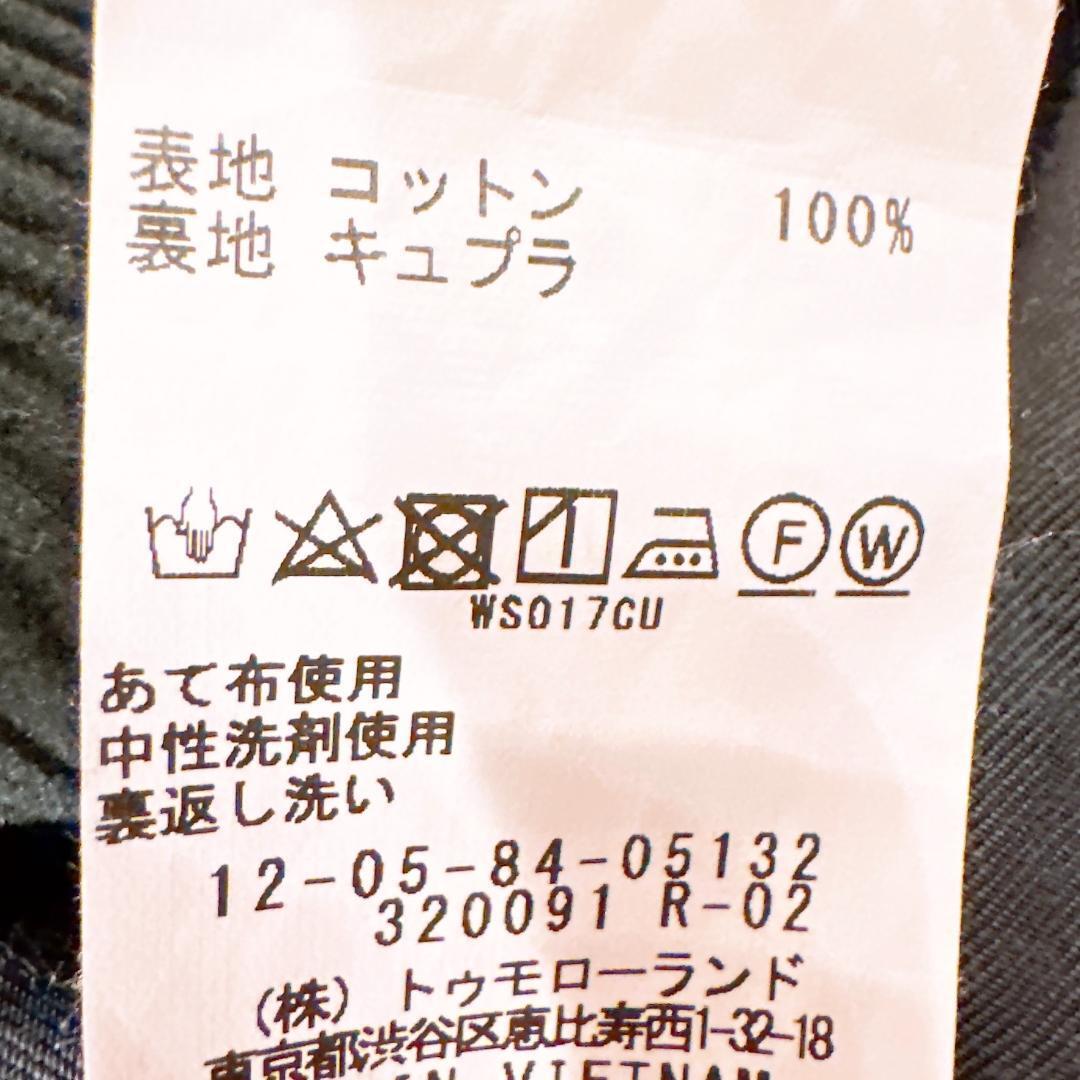 表地 コットン 100%
裏地 キュプラ
F W
WS017CU
あて布使用
中性洗剤使用
裏返し洗い
12-05-84-05132
320091 R-02
(株) トゥモローランド
東京都渋谷区恵比寿西1-32-18
IN VIETNAM